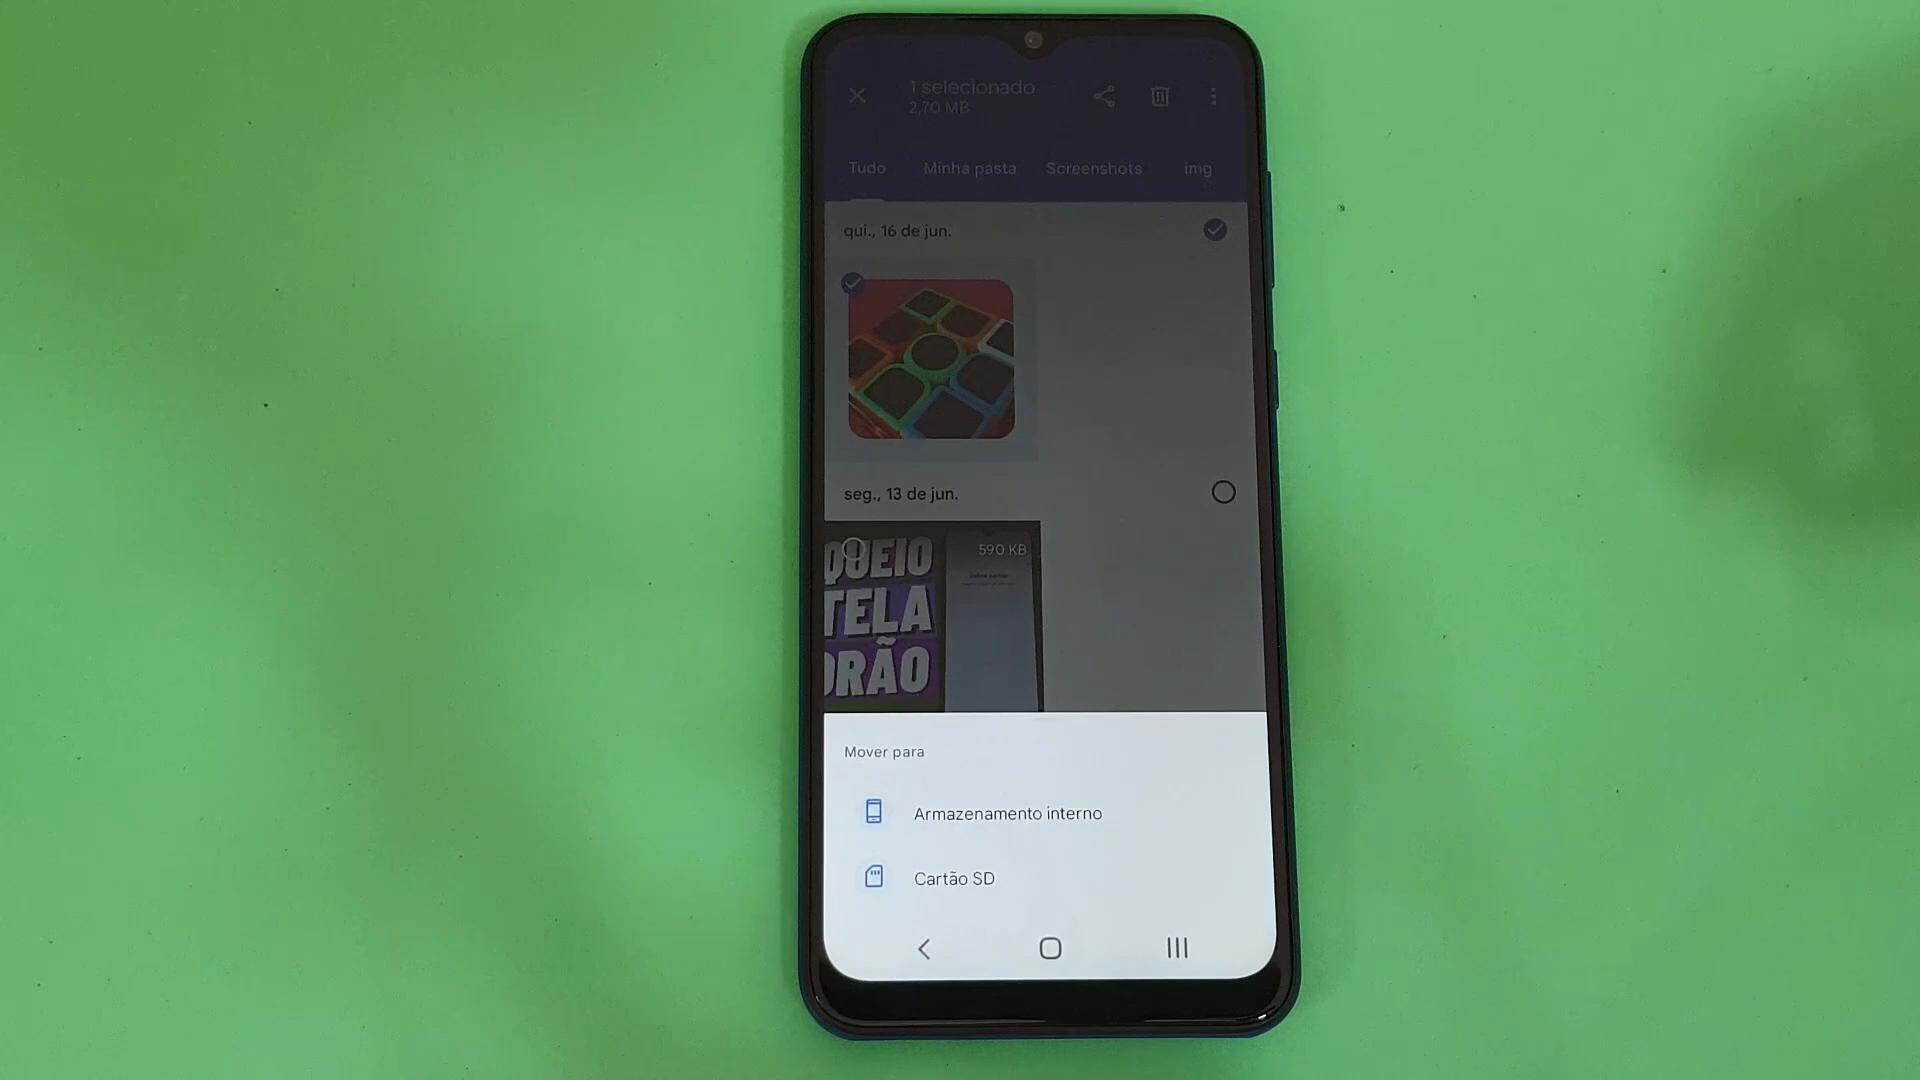 1 selecionado
2,70 MB
Tudo Minha pasta Screenshots img
qui., 16 de jun.
seg., 13 de jun.
590 KB
QUEIO
TELA
DRÃO
Mover para
Armazenamento interno
Cartão SD